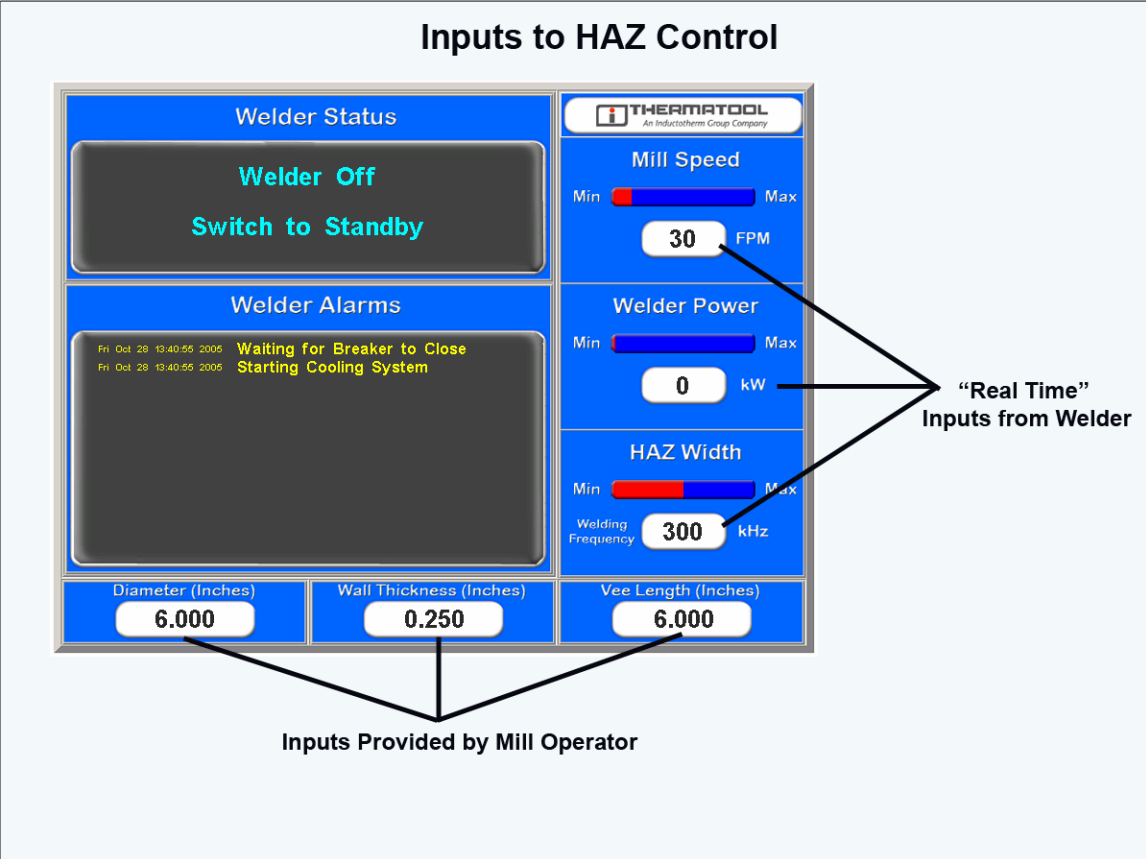 Inputs to HAZ Control
Welder Status
Welder Off
Switch to Standby
Welder Alarms
Fri Oct 28 13:40:55 2005 Waiting for Breaker to Close
Fri Oct 28 13:40:55 2005 Starting Cooling System
THERMATOOL
An Inductotherm Group Company
Mill Speed
Min Max
30 FPM
Welder Power
Min Max
0 kW
HAZ Width
Min Max
Welding
Frequency
300 kHz
“Real Time”
Inputs from Welder
Diameter (Inches)
6.000
Wall Thickness (Inches)
0.250
Vee Length (Inches)
6.000
Inputs Provided by Mill Operator